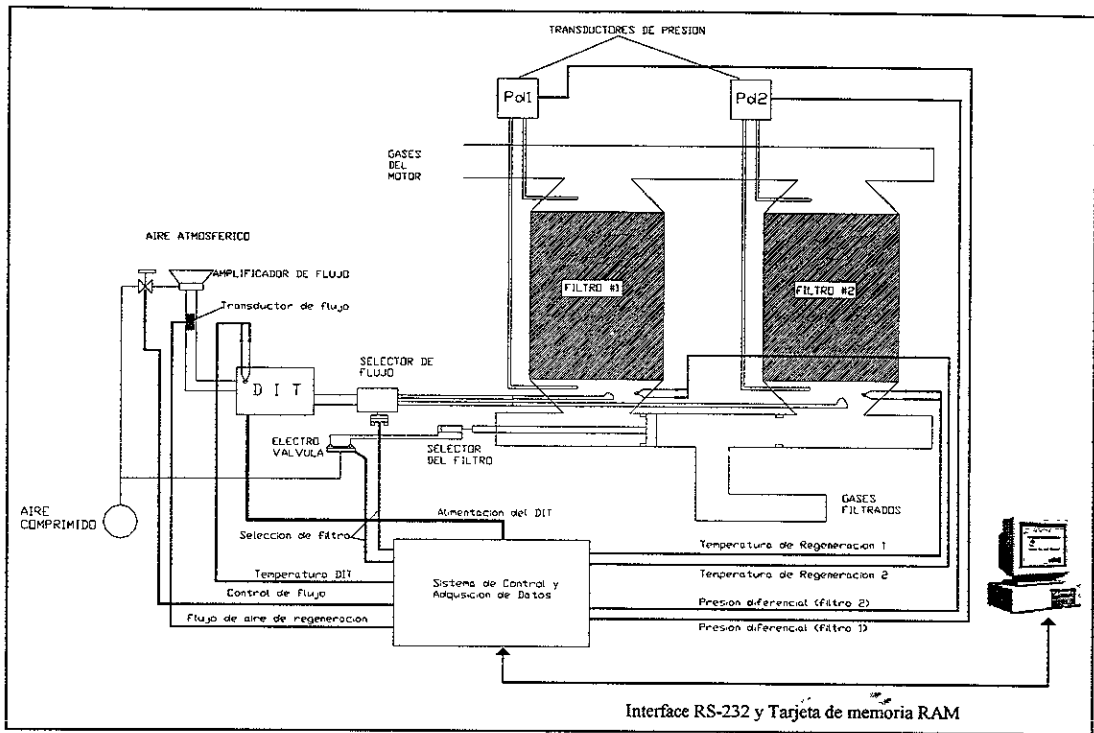 TRANSDUCTORES DE PRESION
Pd1
Pd2
GASES
DEL
MOTOR
AIRE ATMOSFERICO
AMPLIFICADOR DE FLUJO
Transductor de flujo
FILTRO #1
FILTRO #2
SELECTOR DE
FLUJO
D I T
ELECTRO
VALVULA
SELECTOR
DEL FILTRO
AIRE
COMPRIMIDO
GASES
FILTRADOS
Alimentacion del DIT
Seleccion de filtro
Temperatura DIT
Control de flujo
Flujo de aire de regeneracion
Sistema de Control y
Adqusicion de Datos
Temperatura de Regeneracion 1
Temperatura de Regeneracion 2
Presion diferencial (filtro 2)
Presion diferencial (filtro 1)
Interface RS-232 y Tarjeta de memoria RAM